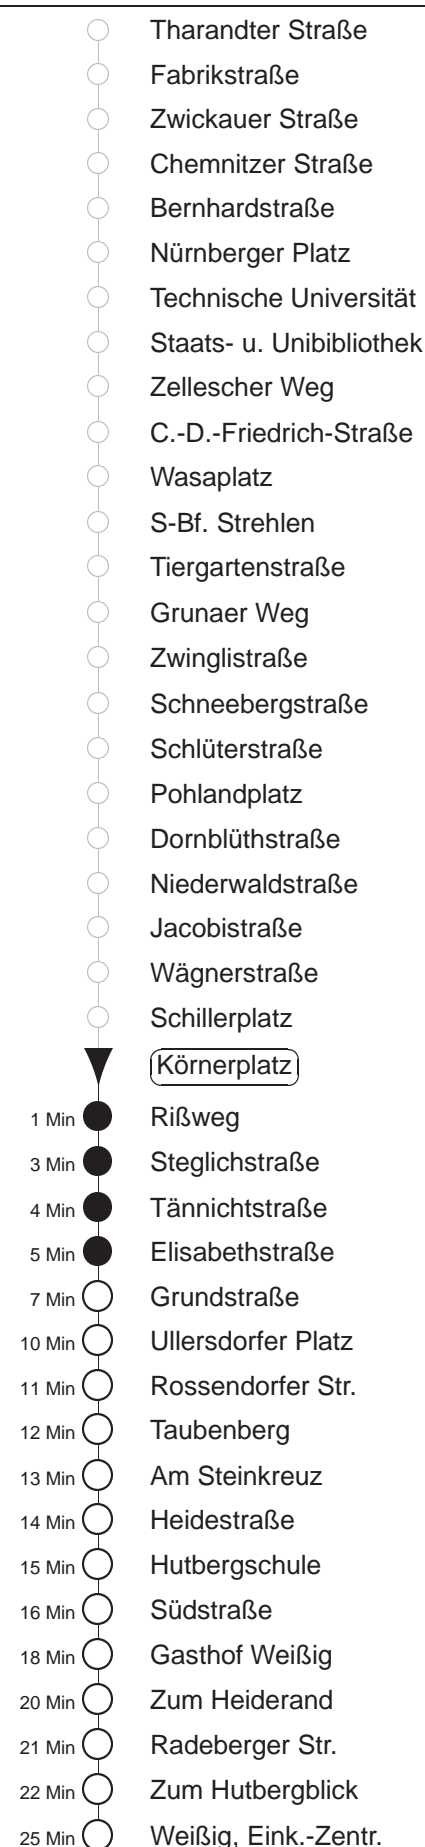 Tharandter Straße
Fabrikstraße
Zwickauer Straße
Chemnitzer Straße
Bernhardstraße
Nürnberger Platz
Technische Universität
Staats- u. Unibibliothek
Zellescher Weg
C.-D.-Friedrich-Straße
Wasaplatz
S-Bf. Strehlen
Tiergartenstraße
Grunaer Weg
Zwinglistraße
Schneebergstraße
Schlüterstraße
Pohlandplatz
Dornblüthstraße
Niederwaldstraße
Jacobistraße
Wägnerstraße
Schillerplatz
Körnerplatz
1 Min Rißweg
3 Min Steglichstraße
4 Min Tännichtstraße
5 Min Elisabethstraße
7 Min Grundstraße
10 Min Ullersdorfer Platz
11 Min Rossendorfer Str.
12 Min Taubenberg
13 Min Am Steinkreuz
14 Min Heidestraße
15 Min Hutbergschule
16 Min Südstraße
18 Min Gasthof Weißig
20 Min Zum Heiderand
21 Min Radeberger Str.
22 Min Zum Hutbergblick
25 Min Weißig, Eink.-Zentr.